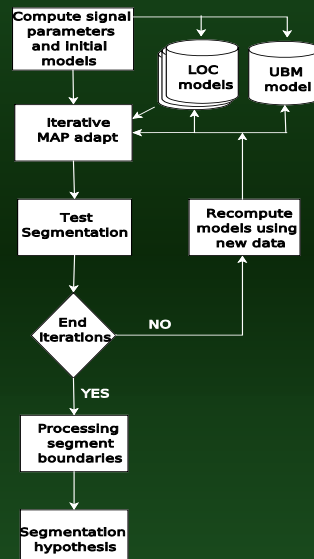 Compute signal
parameters
and initial
models
LOC
models
UBM
model
Iterative
MAP adapt
Test
Segmentation
Recompute
models using
new data
End
iterations
NO
YES
Processing
segment
boundaries
Segmentation
hypothesis